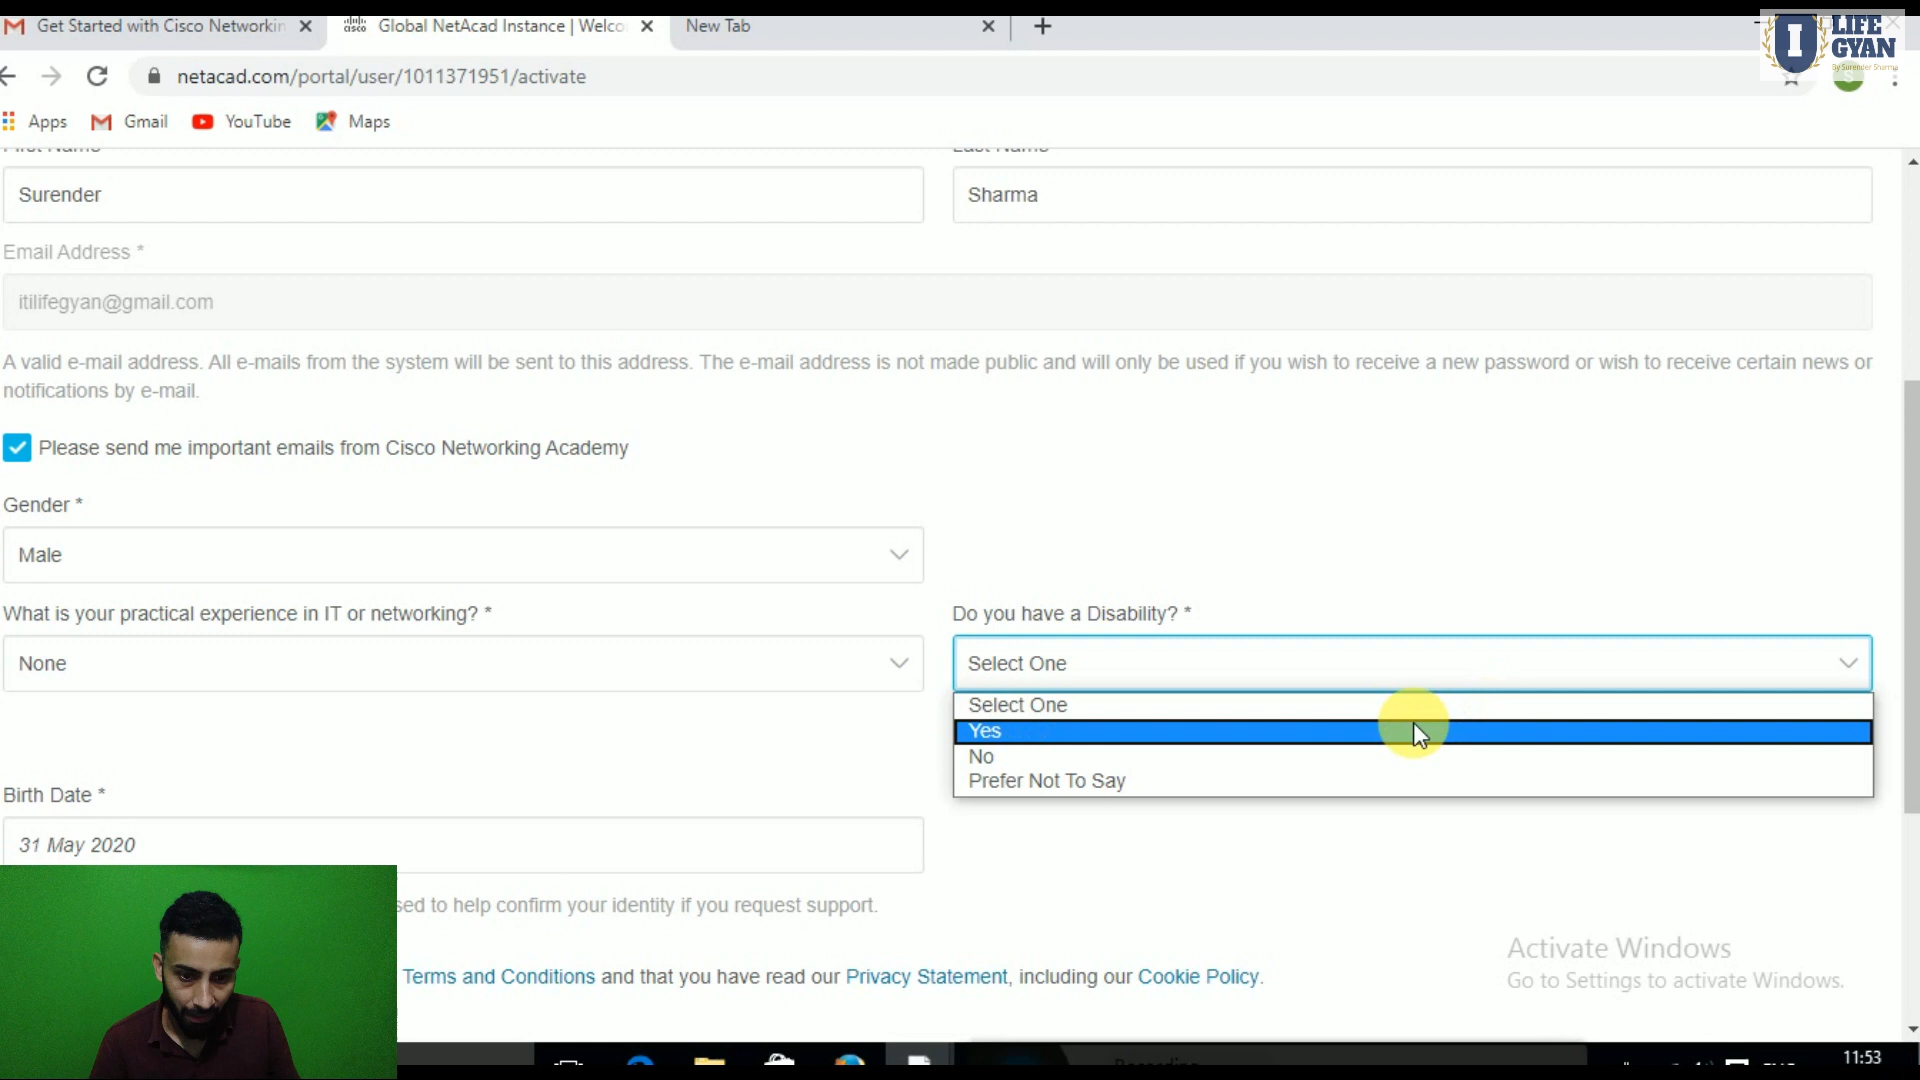 Get Started with Cisco Networkin
Global NetAcad Instance | Welco
New Tab
LIFE
GYAN
By Surender Sharma
netacad.com/portal/user/1011371951/activate
Apps
Gmail
YouTube
Maps
First Name
Last Name
Surender
Sharma
Email Address *
itilifegyan@gmail.com
A valid e-mail address. All e-mails from the system will be sent to this address. The e-mail address is not made public and will only be used if you wish to receive a new password or wish to receive certain news or
notifications by e-mail.
Please send me important emails from Cisco Networking Academy
Gender *
Male
What is your practical experience in IT or networking? *
Do you have a Disability? *
None
Select One
Select One
Yes
No
Prefer Not To Say
Birth Date *
31 May 2020
sed to help confirm your identity if you request support.
Terms and Conditions and that you have read our Privacy Statement, including our Cookie Policy.
Activate Windows
Go to Settings to activate Windows.
11:53